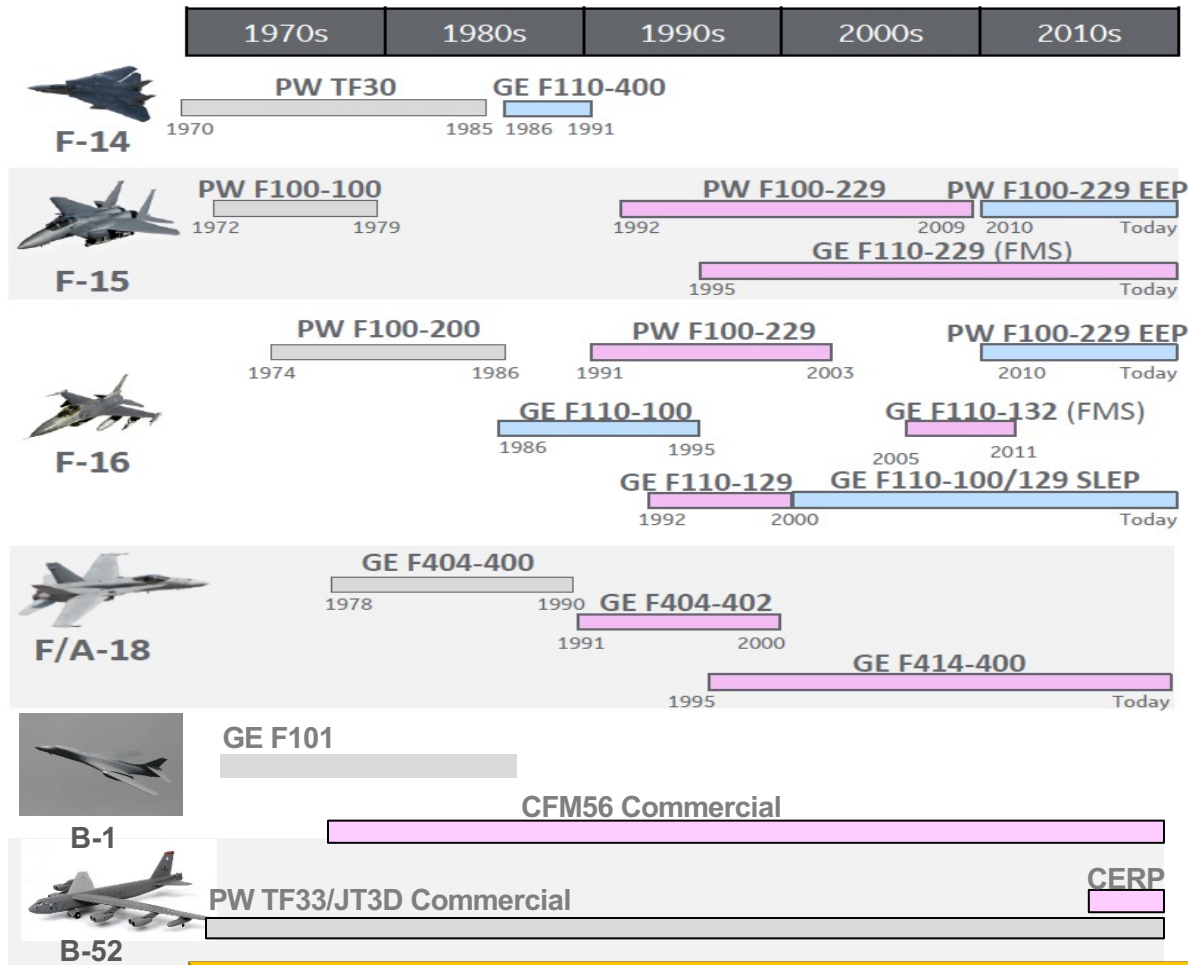 1970s 1980s 1990s 2000s 2010s
PW TF30 GE F110-400
1970 1985 1986 1991
F-14
PW F100-100 PW F100-229 PW F100-229 EEP
1972 1979 1992 2009 2010 Today
GE F110-229 (FMS)
F-15
1995 Today
PW F100-200 PW F100-229 PW F100-229 EEP
1974 1986 1991 2003 2010 Today
GE F110-100 GE F110-132 (FMS)
1986 1995 2005 2011
F-16
GE F110-129 GE F110-100/129 SLEP
1992 2000 Today
GE F404-400
1978 1990 GE F404-402
F/A-18
1991 2000
GE F414-400
1995 Today
GE F101
CFM56 Commercial
B-1
CERP
PW TF33/JT3D Commercial
B-52